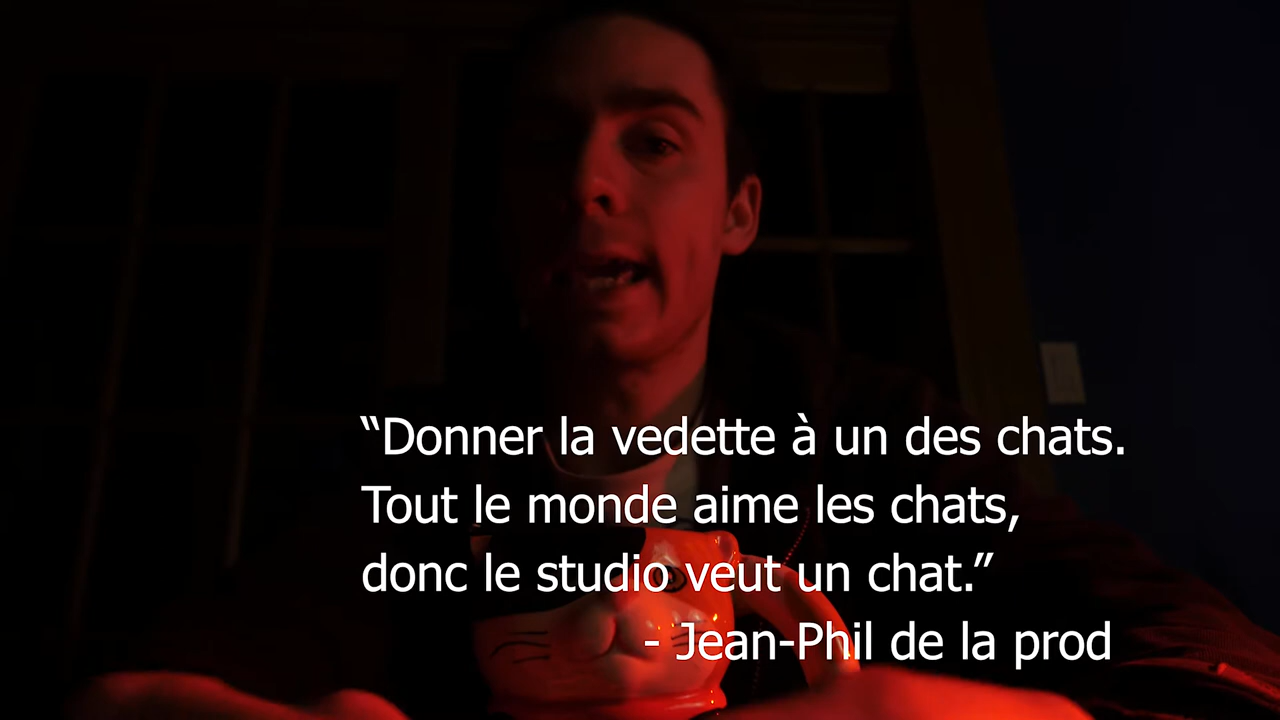 “Donner la vedette à un des chats.
Tout le monde aime les chats,
donc le studio veut un chat.”
- Jean-Phil de la prod